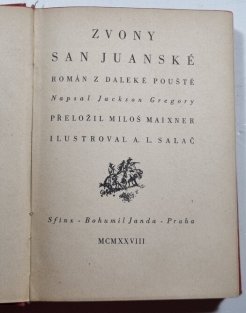 ZVONY
SAN JUANSKÉ
ROMÁN Z DALEKÉ POUŠTĚ
Napsal Jackson Gregory
PŘELOŽIL MILOŠ MAIXNER
ILUSTROVAL A. L. SALAČ
Sfinx - Bohumil Janda - Praha
MCMXXVIII